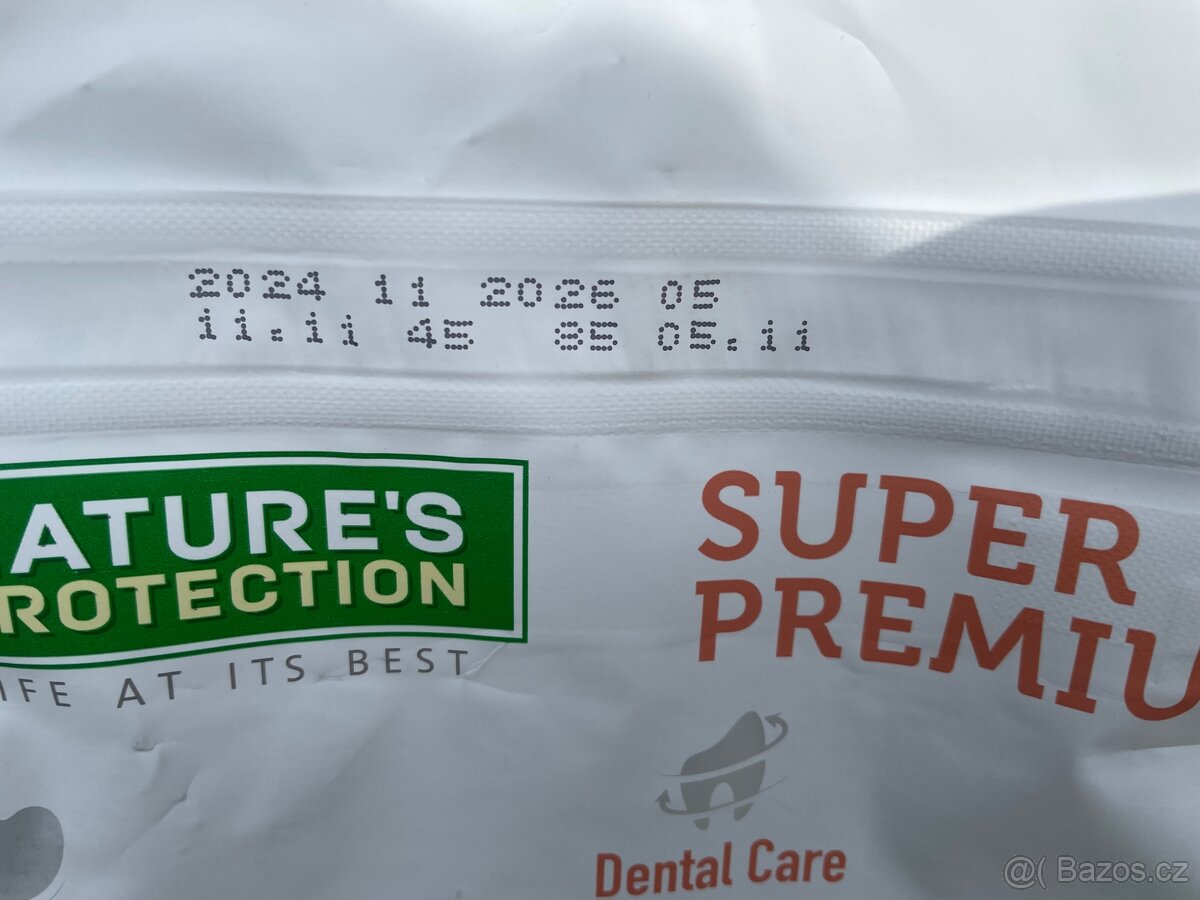 2024 11 2026 05
11.11 45 85 05.11
ATURE'S
ROTECTION
IFE AT ITS BEST
SUPER
PREMIU
Dental Care
@( Bazos.cz